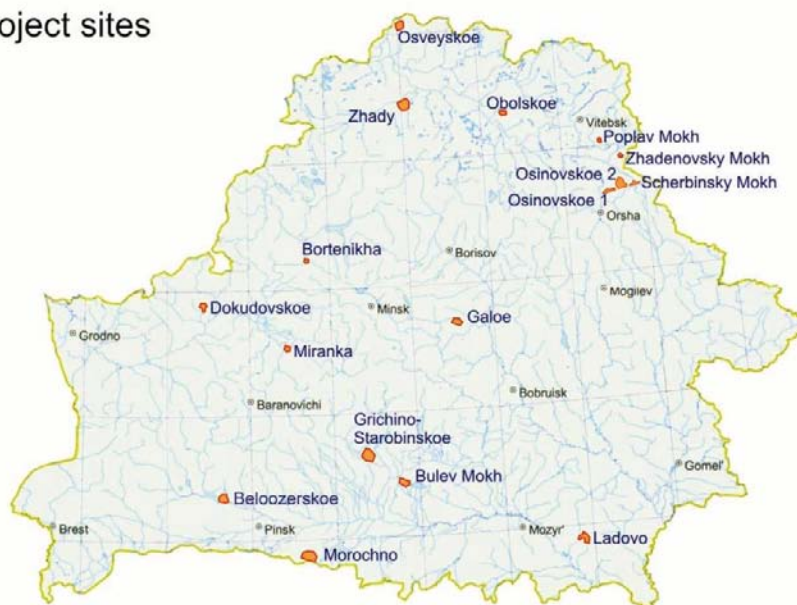 oject sites
Osveyskoe
Zhady
Obolskoe
Vitebsk
Poplav Mokh
Zhadenovsky Mokh
Osinovskoe 2
Scherbinsky Mokh
Osinovskoe 1
Orsha
Bortenikha
Borisov
Mogilev
Dokudovskoe
Minsk
Galoe
Grodno
Miranka
Bobruisk
Baranovichi
Grichino-
Starobinskoe
Gomel'
Bulev Mokh
Beloozerskoe
Brest
Pinsk
Mozyr'
Ladovo
Morochno